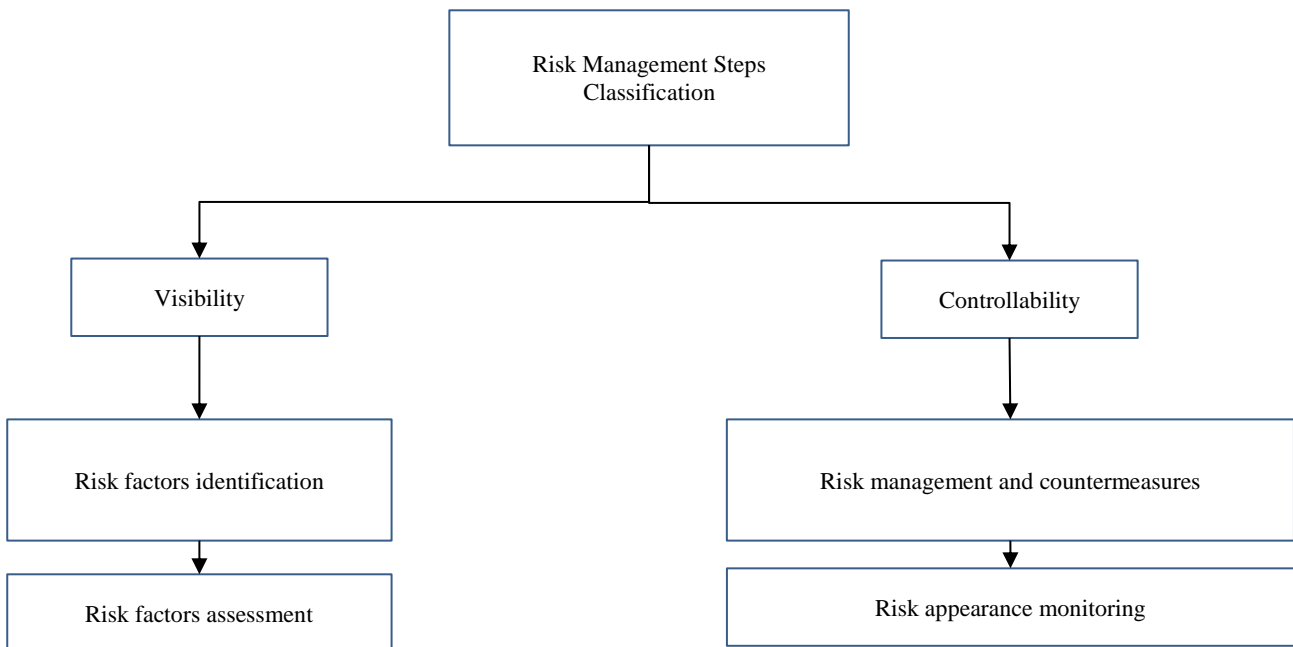 Risk Management Steps
Classification
Visibility
Controllability
Risk factors identification
Risk management and countermeasures
Risk factors assessment
Risk appearance monitoring